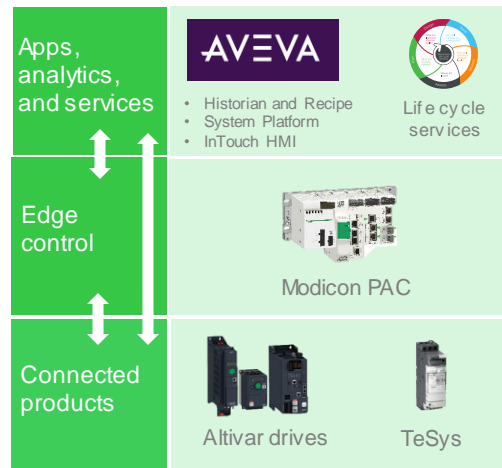 Apps,
analytics,
and services
AVEVA
• Historian and Recipe
• System Platform
• InTouch HMI
Life cycle
services
Edge
control
Modicon PAC
Connected
products
Altivar drives
TeSys